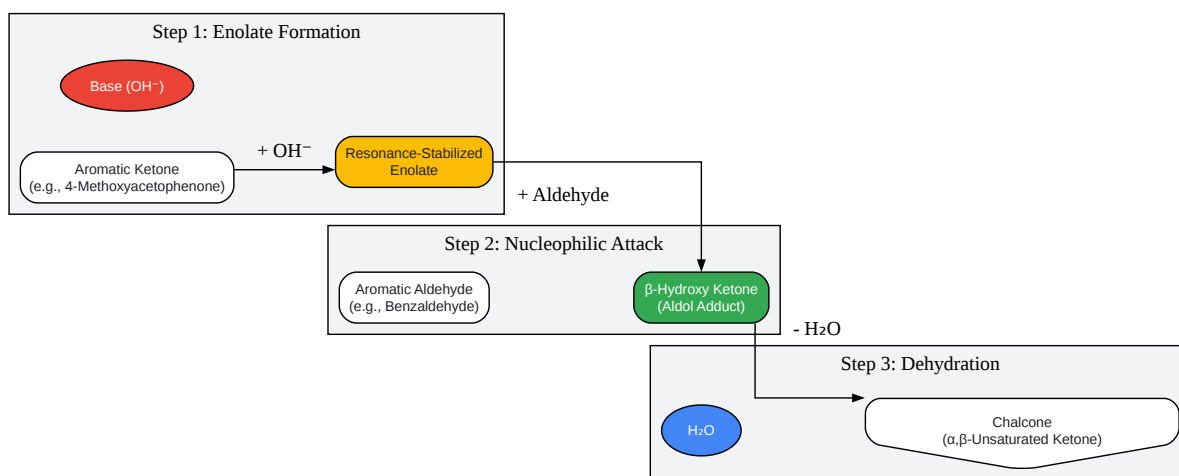 Step 1: Enolate Formation
Base (OH⁻)
Aromatic Ketone
(e.g., 4-Methoxyacetophenone)
+ OH⁻
Resonance-Stabilized
Enolate
+ Aldehyde
Step 2: Nucleophilic Attack
Aromatic Aldehyde
(e.g., Benzaldehyde)
β-Hydroxy Ketone
(Aldol Adduct)
- H₂O
Step 3: Dehydration
H₂O
Chalcone
(α,β-Unsaturated Ketone)